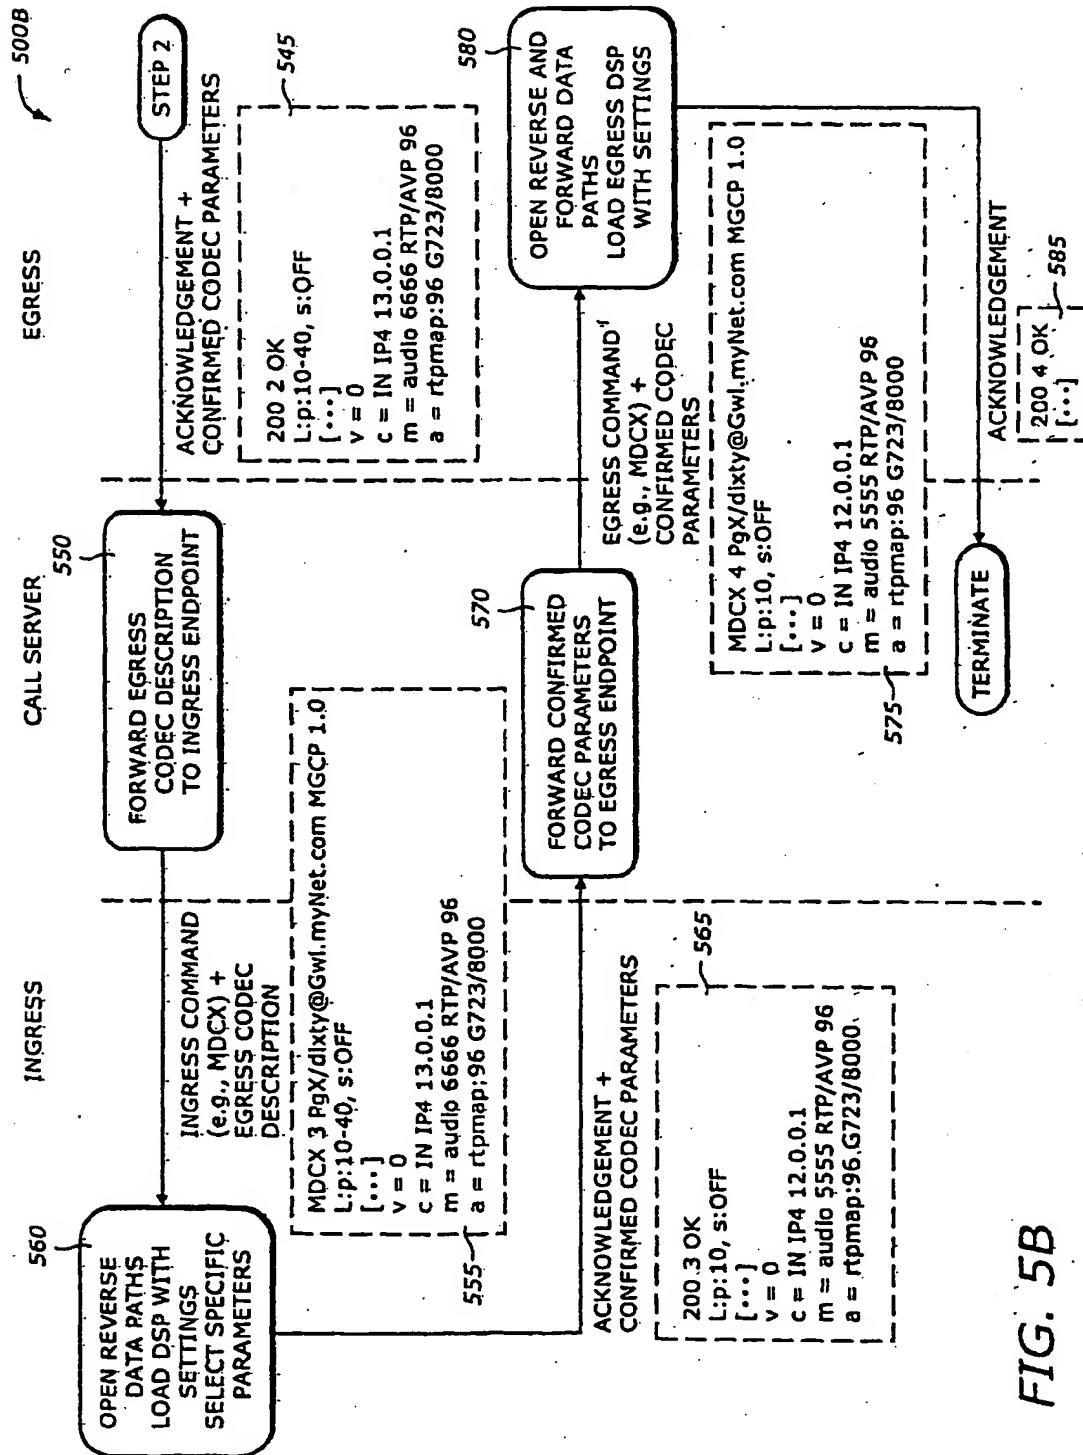 500B
INGRESS
CALL SERVER
EGRESS
STEP 2
ACKNOWLEDGEMENT +
CONFIRMED CODEC PARAMETERS
545
200 2 OK
L:p:10-40, s:OFF
[...]
v = 0
c = IN IP4 13.0.0.1
m = audio 6666 RTP/AVP 96
a = rtpmap:96 G723/8000
550
FORWARD EGRESS
CODEC DESCRIPTION
TO INGRESS ENDPOINT
INGRESS COMMAND
(e.g., MDCX) +
EGRESS CODEC
DESCRIPTION
MDCX 3 PgX/dlxty@Gwl.myNet.com MGCP 1.0
L:p:10-40, s:OFF
[...]
v = 0
c = IN IP4 13.0.0.1
m = audio 6666 RTP/AVP 96
a = rtpmap:96 G723/8000
555
560
OPEN REVERSE
DATA PATHS
LOAD DSP WITH
SETTINGS
SELECT SPECIFIC
PARAMETERS
ACKNOWLEDGEMENT +
CONFIRMED CODEC PARAMETERS
565
200 3 OK
L:p:10, s:OFF
[...]
v = 0
c = IN IP4 12.0.0.1
m = audio 5555 RTP/AVP 96
a = rtpmap:96 G723/8000
570
FORWARD CONFIRMED
CODEC PARAMETERS
TO EGRESS ENDPOINT
EGRESS COMMAND
(e.g., MDCX) +
CONFIRMED CODEC
PARAMETERS
MDCX 4 PgX/dlxty@Gwl.myNet.com MGCP 1.0
L:p:10, s:OFF
[...]
v = 0
c = IN IP4 12.0.0.1
m = audio 5555 RTP/AVP 96
a = rtpmap:96 G723/8000
575
580
OPEN REVERSE AND
FORWARD DATA
PATHS
LOAD EGRESS DSP
WITH SETTINGS
ACKNOWLEDGEMENT
585
200 4 OK
[...]
TERMINATE
FIG. 5B